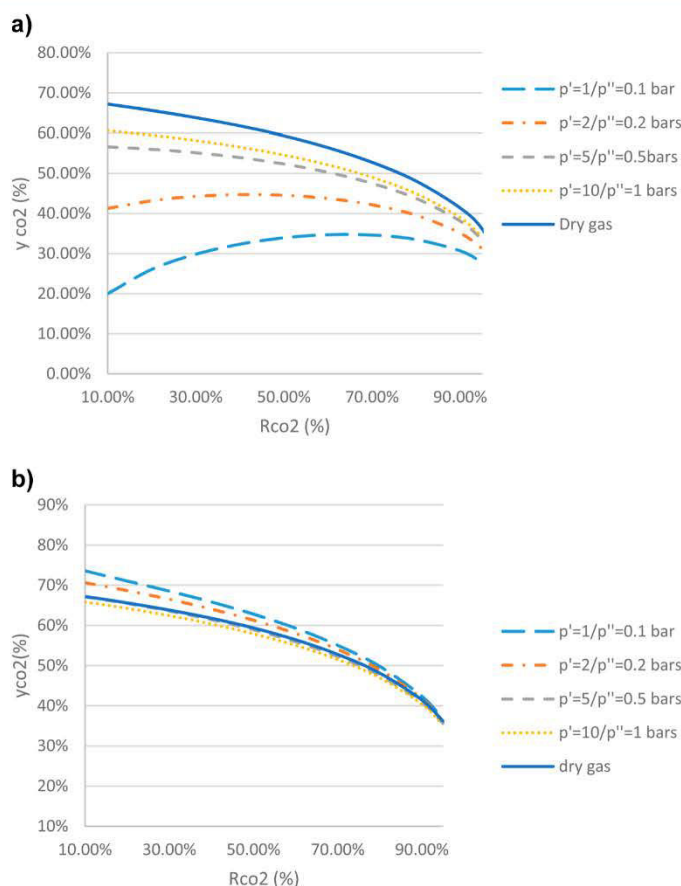 a)
80.00%
70.00%
60.00%
50.00%
40.00%
30.00%
20.00%
10.00%
0.00%
y co2 (%)
10.00% 30.00% 50.00% 70.00% 90.00%
Rco2 (%)
p'=1/p''=0.1 bar
p'=2/p''=0.2 bars
p'=5/p''=0.5bars
p'=10/p''=1 bars
Dry gas
b)
90%
80%
70%
60%
50%
40%
30%
20%
10%
yco2(%)
10.00% 30.00% 50.00% 70.00% 90.00%
Rco2 (%)
p'=1/p''=0.1 bar
p'=2/p''=0.2 bars
p'=5/p''=0.5 bars
p'=10/p''=1 bars
dry gas